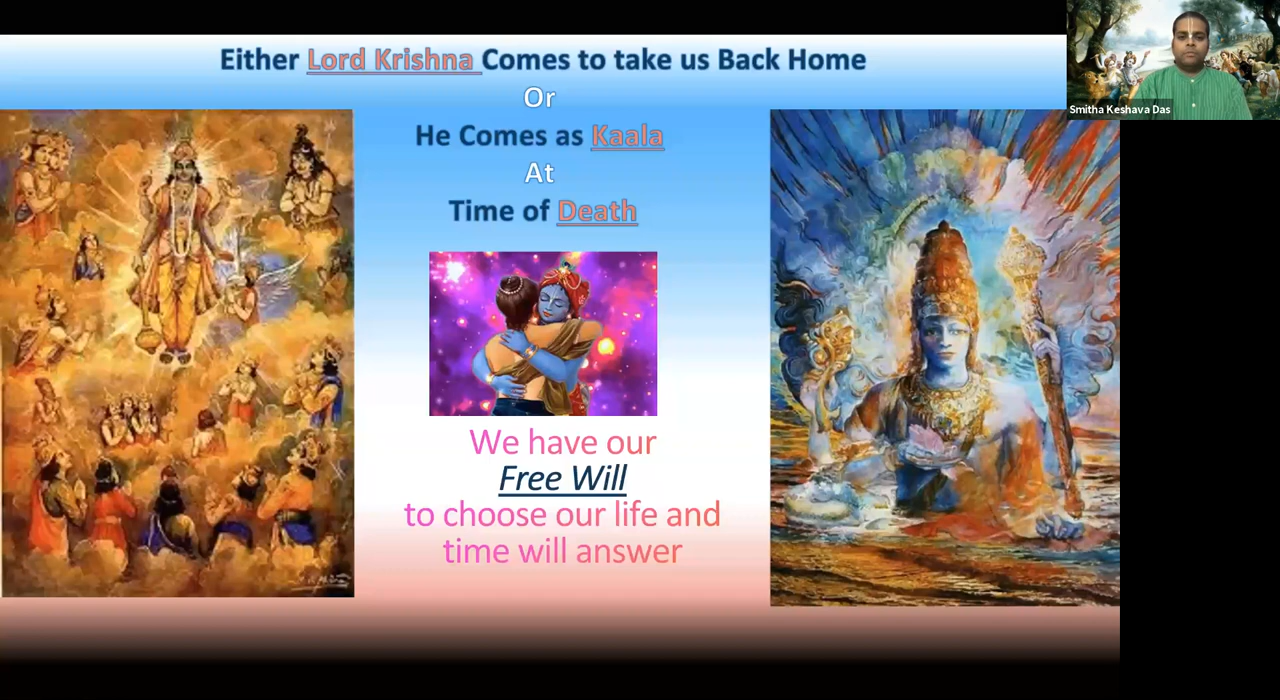 Either Lord Krishna Comes to take us Back Home
Or
He Comes as Kaala
At
Time of Death
We have our
Free Will
to choose our life and
time will answer
Smitha Keshava Das